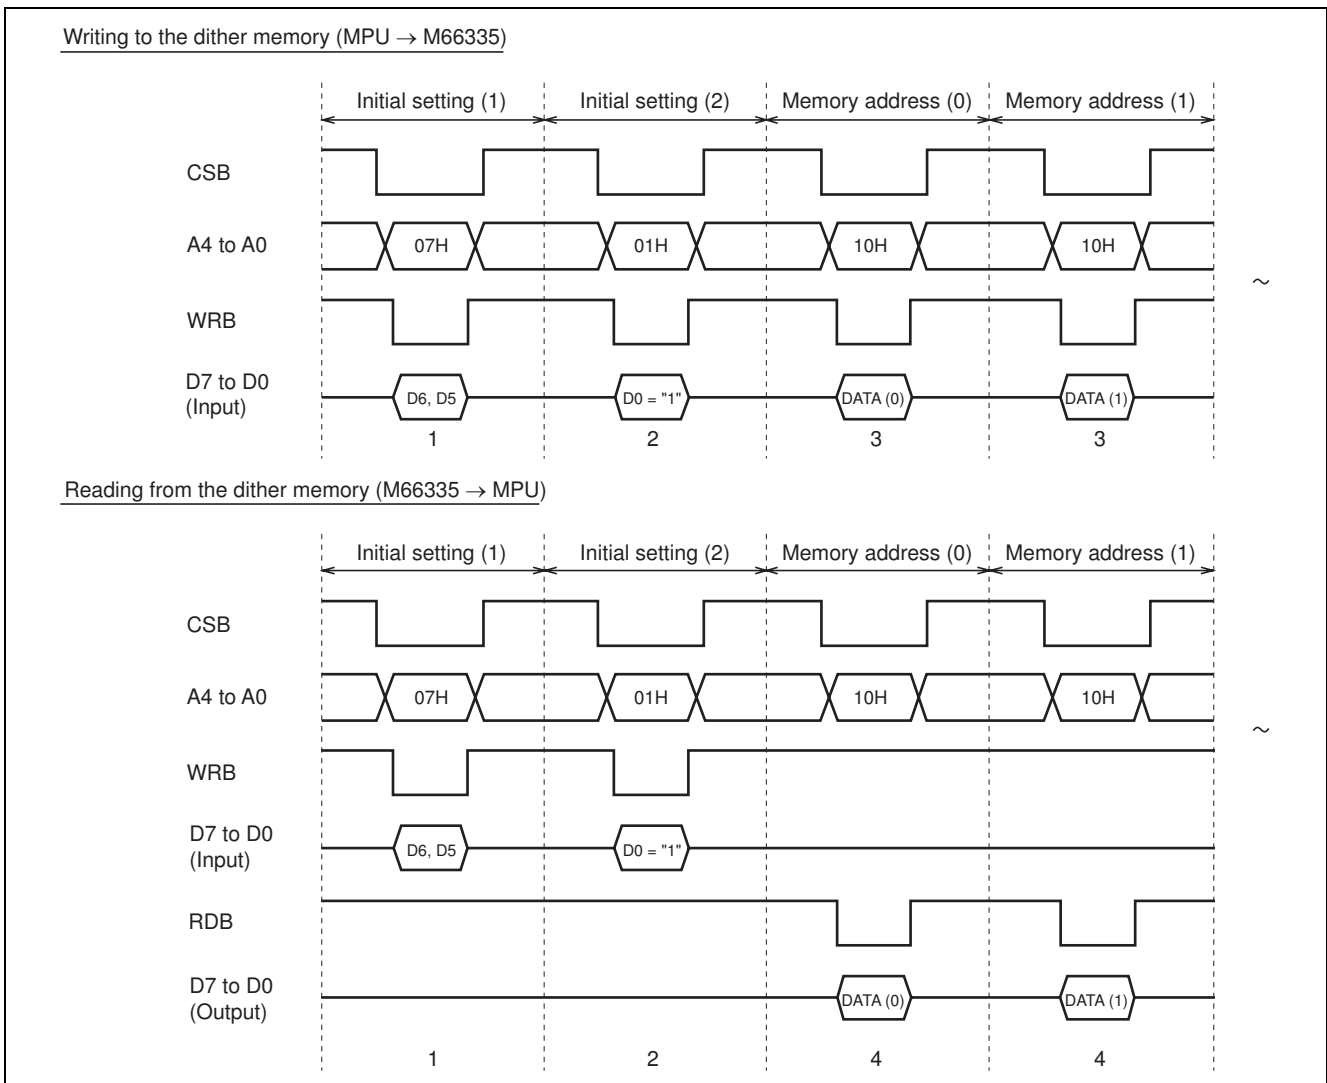 Writing to the dither memory (MPU → M66335)
Initial setting (1) Initial setting (2) Memory address (0) Memory address (1)
CSB
A4 to A0 07H 01H 10H 10H
~
WRB
D7 to D0
(Input) D6, D5 D0 = "1" DATA (0) DATA (1)
1 2 3 3
Reading from the dither memory (M66335 → MPU)
Initial setting (1) Initial setting (2) Memory address (0) Memory address (1)
CSB
A4 to A0 07H 01H 10H 10H
~
WRB
D7 to D0
(Input) D6, D5 D0 = "1"
RDB
D7 to D0
(Output) DATA (0) DATA (1)
1 2 4 4